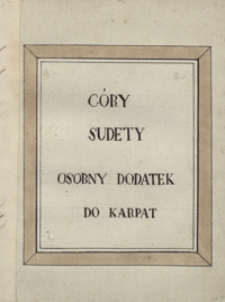 GÓRY
SUDETY
OSOBNY DODATEK
DO KARPAT